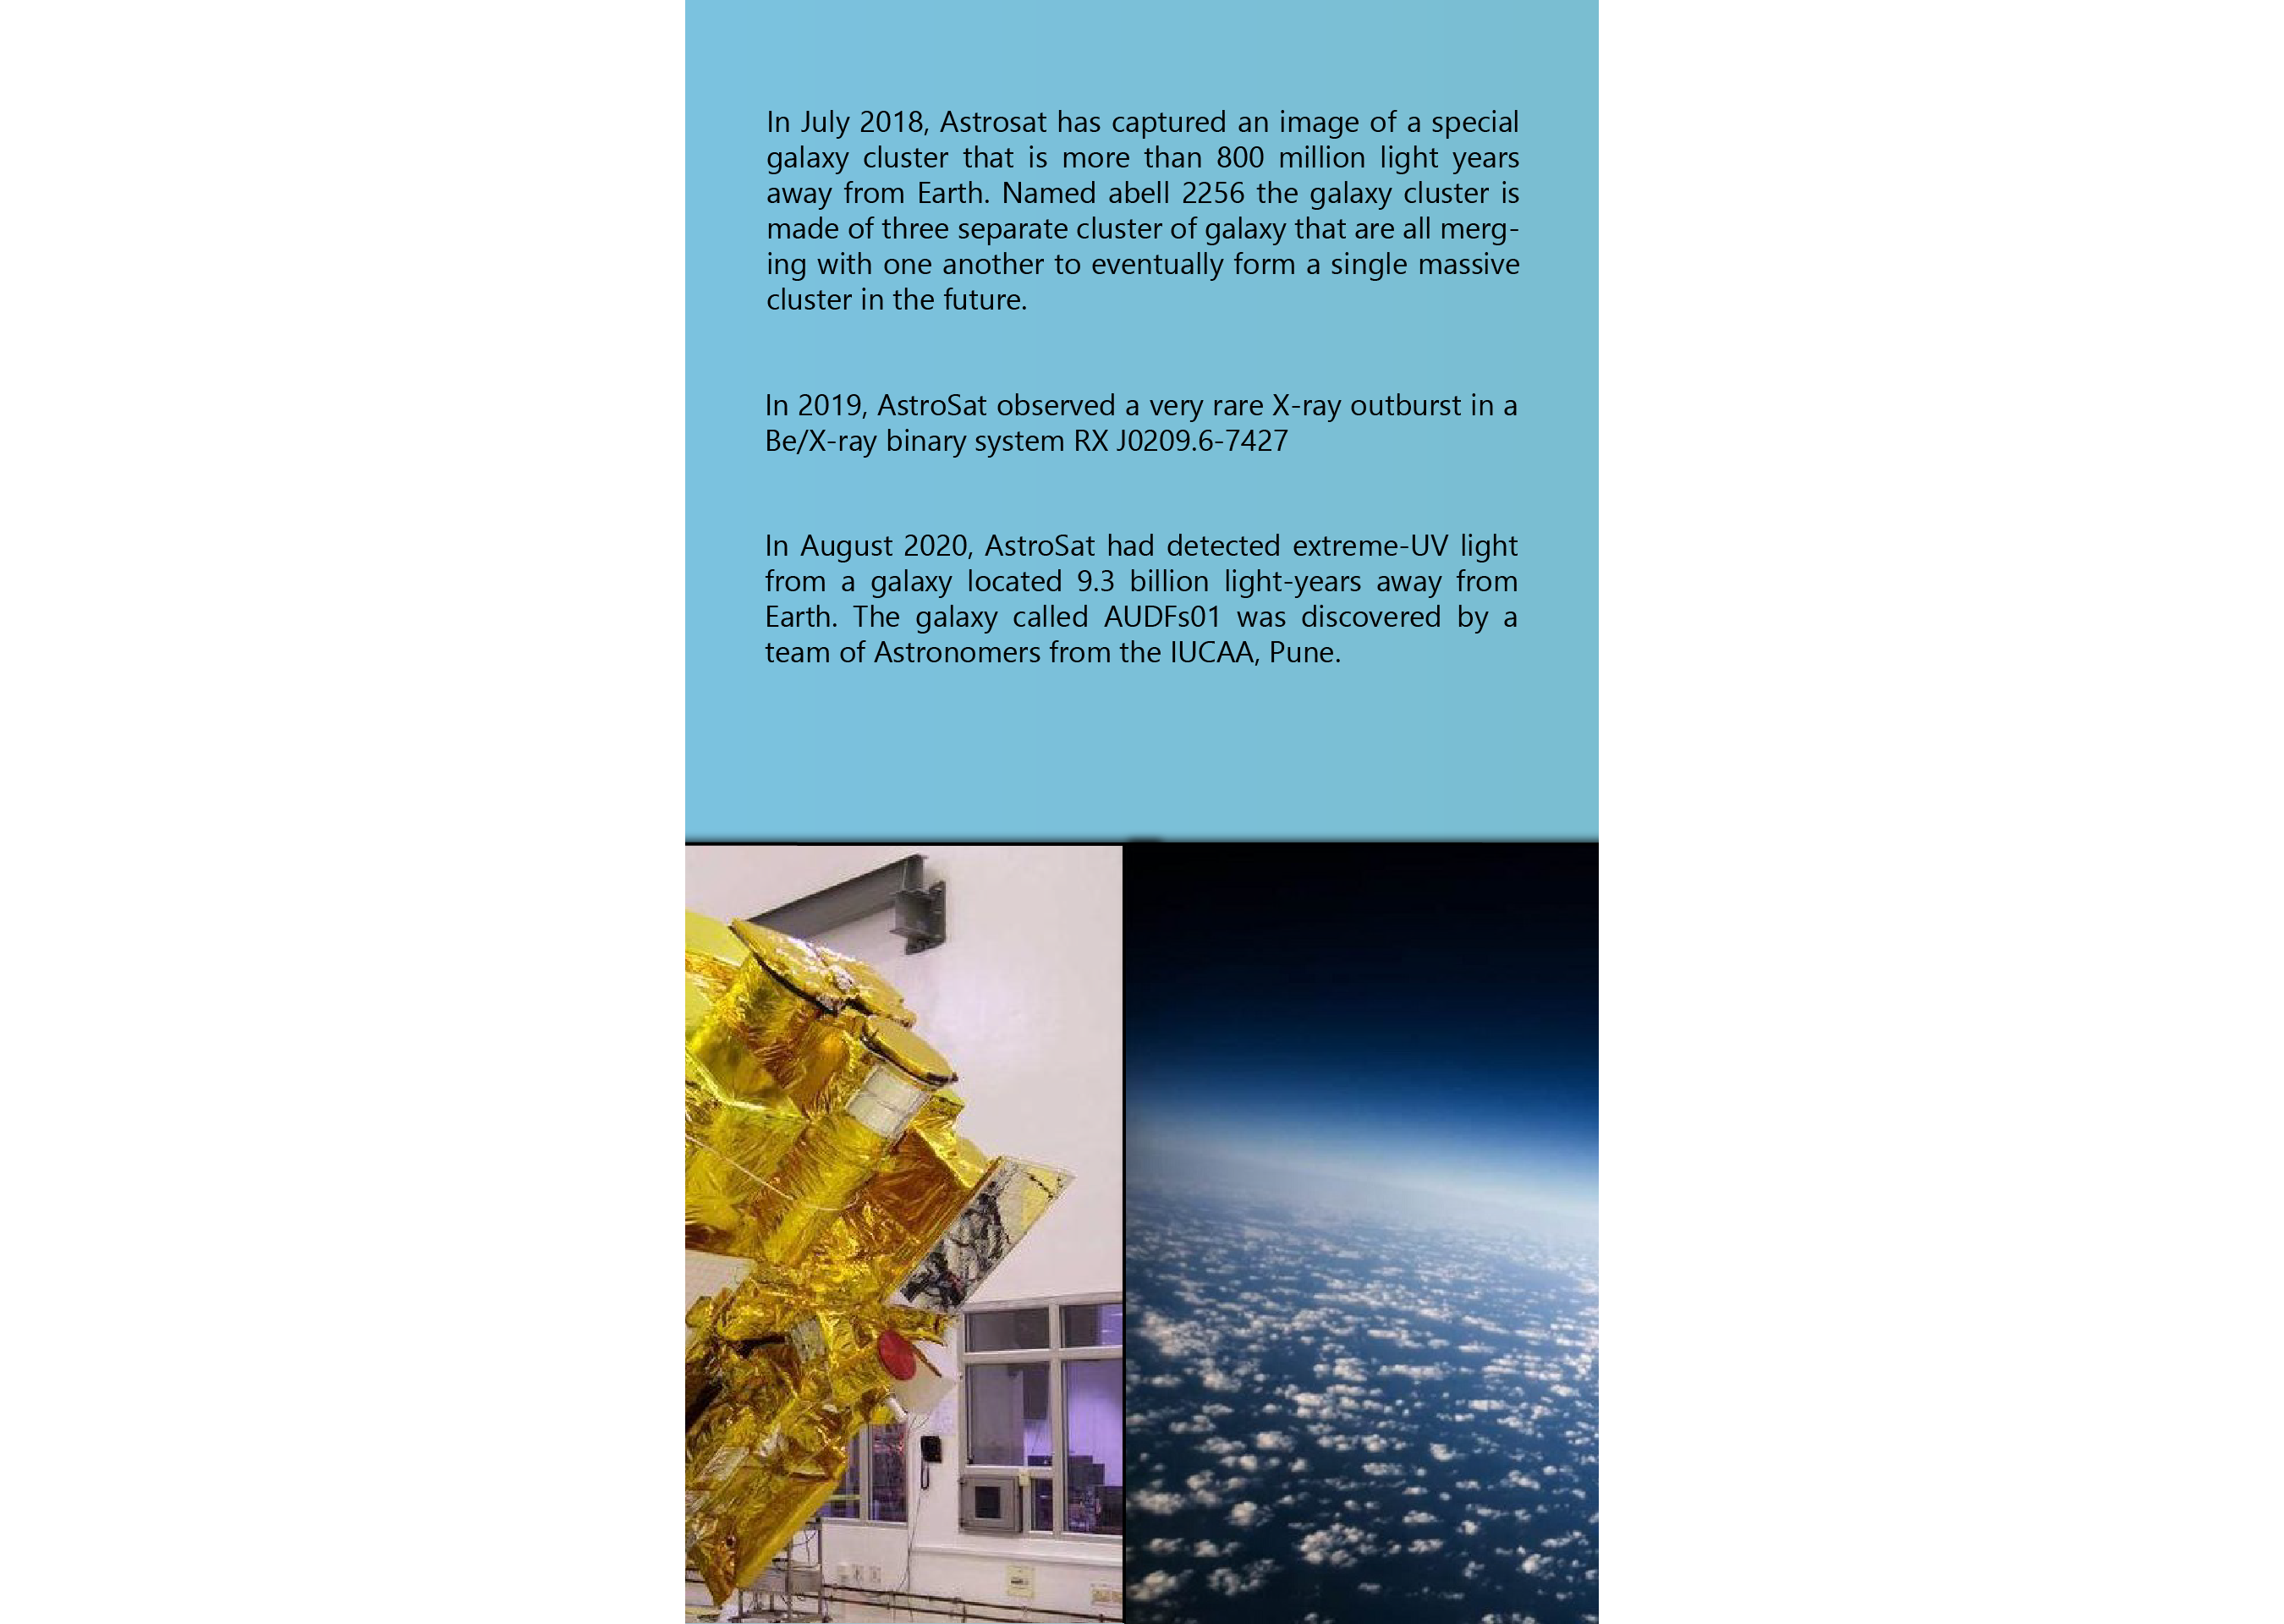 In July 2018, Astrosat has captured an image of a special
galaxy cluster that is more than 800 million light years
away from Earth. Named abell 2256 the galaxy cluster is
made of three separate cluster of galaxy that are all merg-
ing with one another to eventually form a single massive
cluster in the future.
In 2019, AstroSat observed a very rare X-ray outburst in a
Be/X-ray binary system RX J0209.6-7427
In August 2020, AstroSat had detected extreme-UV light
from a galaxy located 9.3 billion light-years away from
Earth. The galaxy called AUDFs01 was discovered by a
team of Astronomers from the IUCAA, Pune.